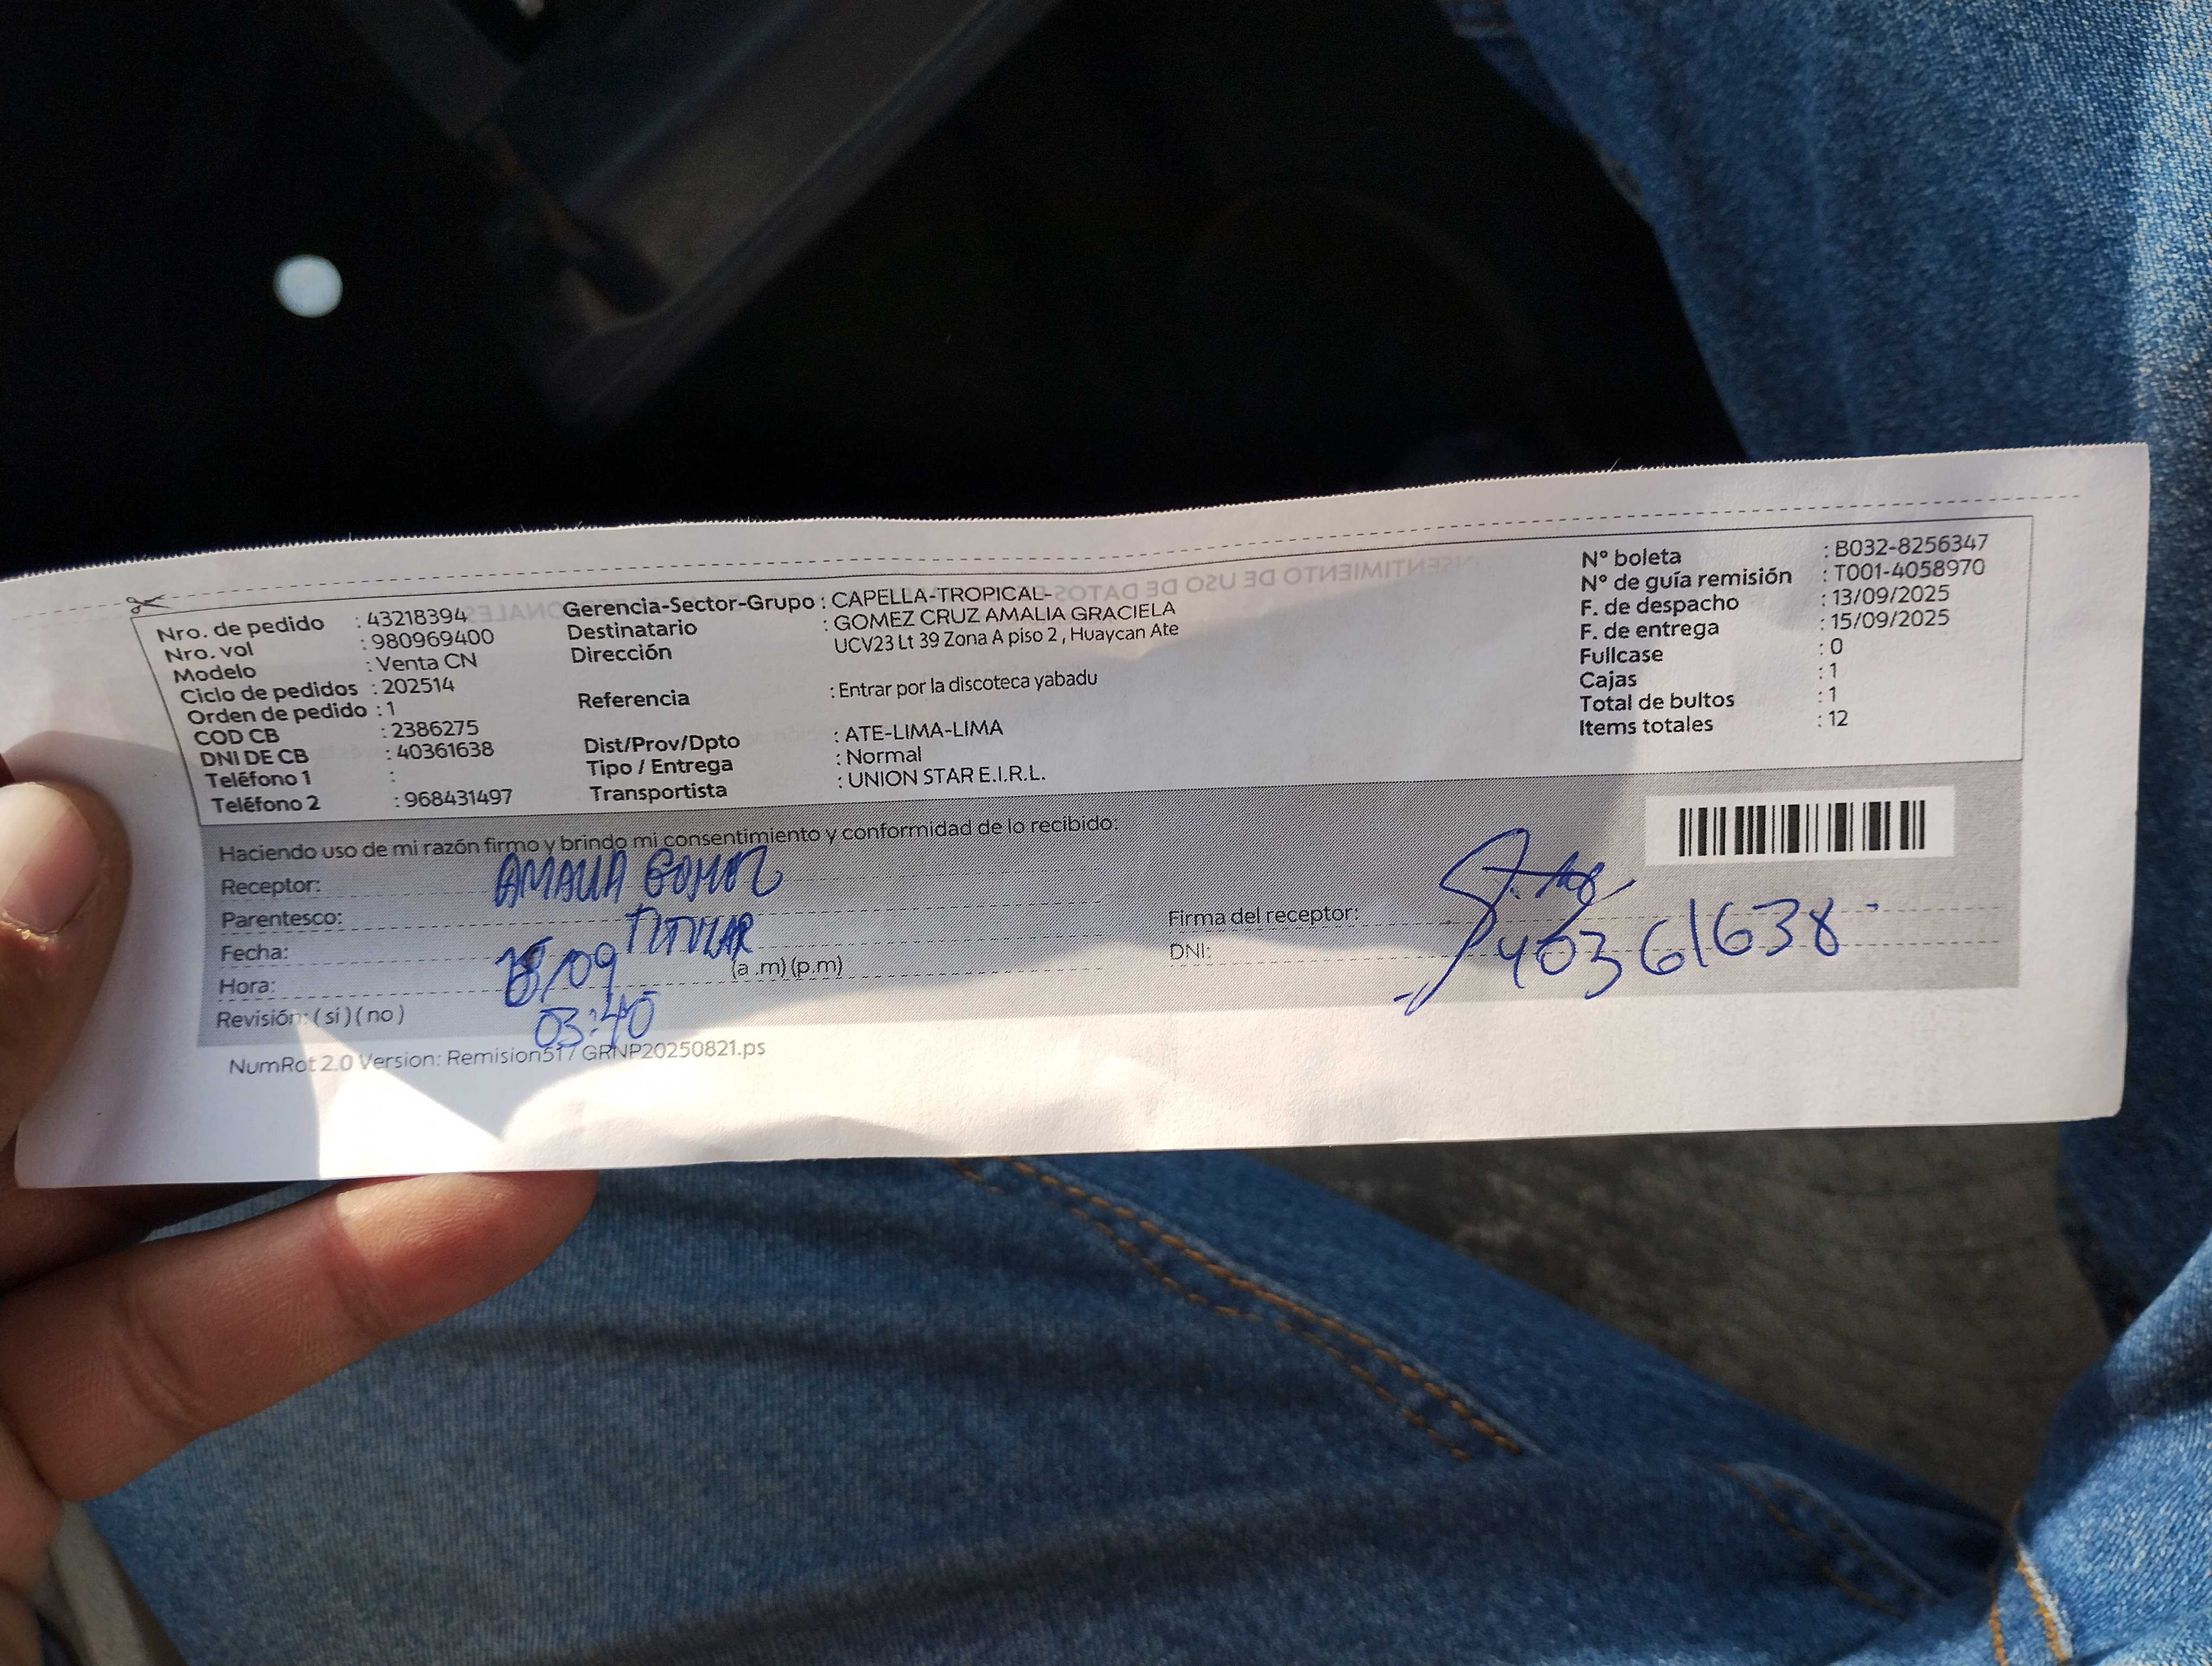 Nro. de pedido : 43218394
Nro. vol : 980969400
Modelo : Venta CN
Ciclo de pedidos : 202514
Orden de pedido : 1
COD CB : 2386275
DNI DE CB : 40361638
Teléfono 1 :
Teléfono 2 : 968431497
Gerencia-Sector-Grupo : CAPELLA-TROPICAL-
Destinatario : GOMEZ CRUZ AMALIA GRACIELA
Dirección UCV23 Lt 39 Zona A piso 2 , Huaycan Ate
Referencia : Entrar por la discoteca yabadu
Dist/Prov/Dpto : ATE-LIMA-LIMA
Tipo / Entrega : Normal
Transportista : UNION STAR E.I.R.L.
N° boleta : B032-8256347
N° de guía remisión : T001-4058970
F. de despacho : 13/09/2025
F. de entrega : 15/09/2025
Fullcase : 0
Cajas : 1
Total de bultos : 1
Items totales : 12
Haciendo uso de mi razón firmo y brindo mi consentimiento y conformidad de lo recibido:
Receptor: AMALIA GOMEZ
Parentesco: TITULAR
Fecha: 15/09
Hora: 03:40 (a .m) (p.m)
Revisión: ( si ) ( no )
Firma del receptor:
DNI: 40361638
NumRot 2.0 Version: Remision517 GRNP20250821.ps